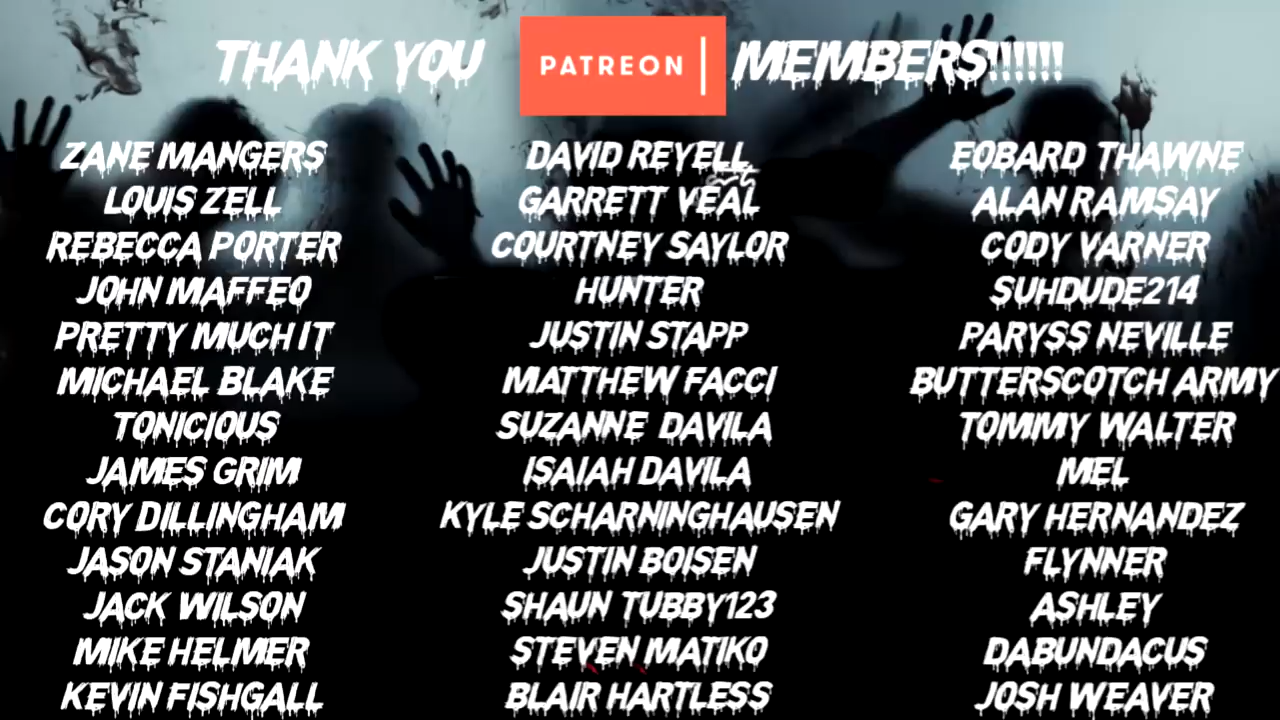 THANK YOU PATREON MEMBERS!!!!!!
ZANE MANGERS
LOUIS ZELL
REBECCA PORTER
JOHN MAFFEO
PRETTY MUCH IT
MICHAEL BLAKE
TONICIOUS
JAMES GRIM
CORY DILLINGHAM
JASON STANIAK
JACK WILSON
MIKE HELMER
KEVIN FISHGALL
DAVID REYELL
GARRETT VEAL
COURTNEY SAYLOR
HUNTER
JUSTIN STAPP
MATTHEW FACCI
SUZANNE DAVILA
ISAIAH DAVILA
KYLE SCHARNINGHAUSEN
JUSTIN BOISEN
SHAUN TUBBY123
STEVEN MATIKO
BLAIR HARTLESS
EOBARD THAWNE
ALAN RAMSAY
CODY VARNER
SUHDUDE214
PARYSS NEVILLE
BUTTERSCOTCH ARMY
TOMMY WALTER
MEL
GARY HERNANDEZ
FLYNNER
ASHLEY
DABUNDACUS
JOSH WEAVER